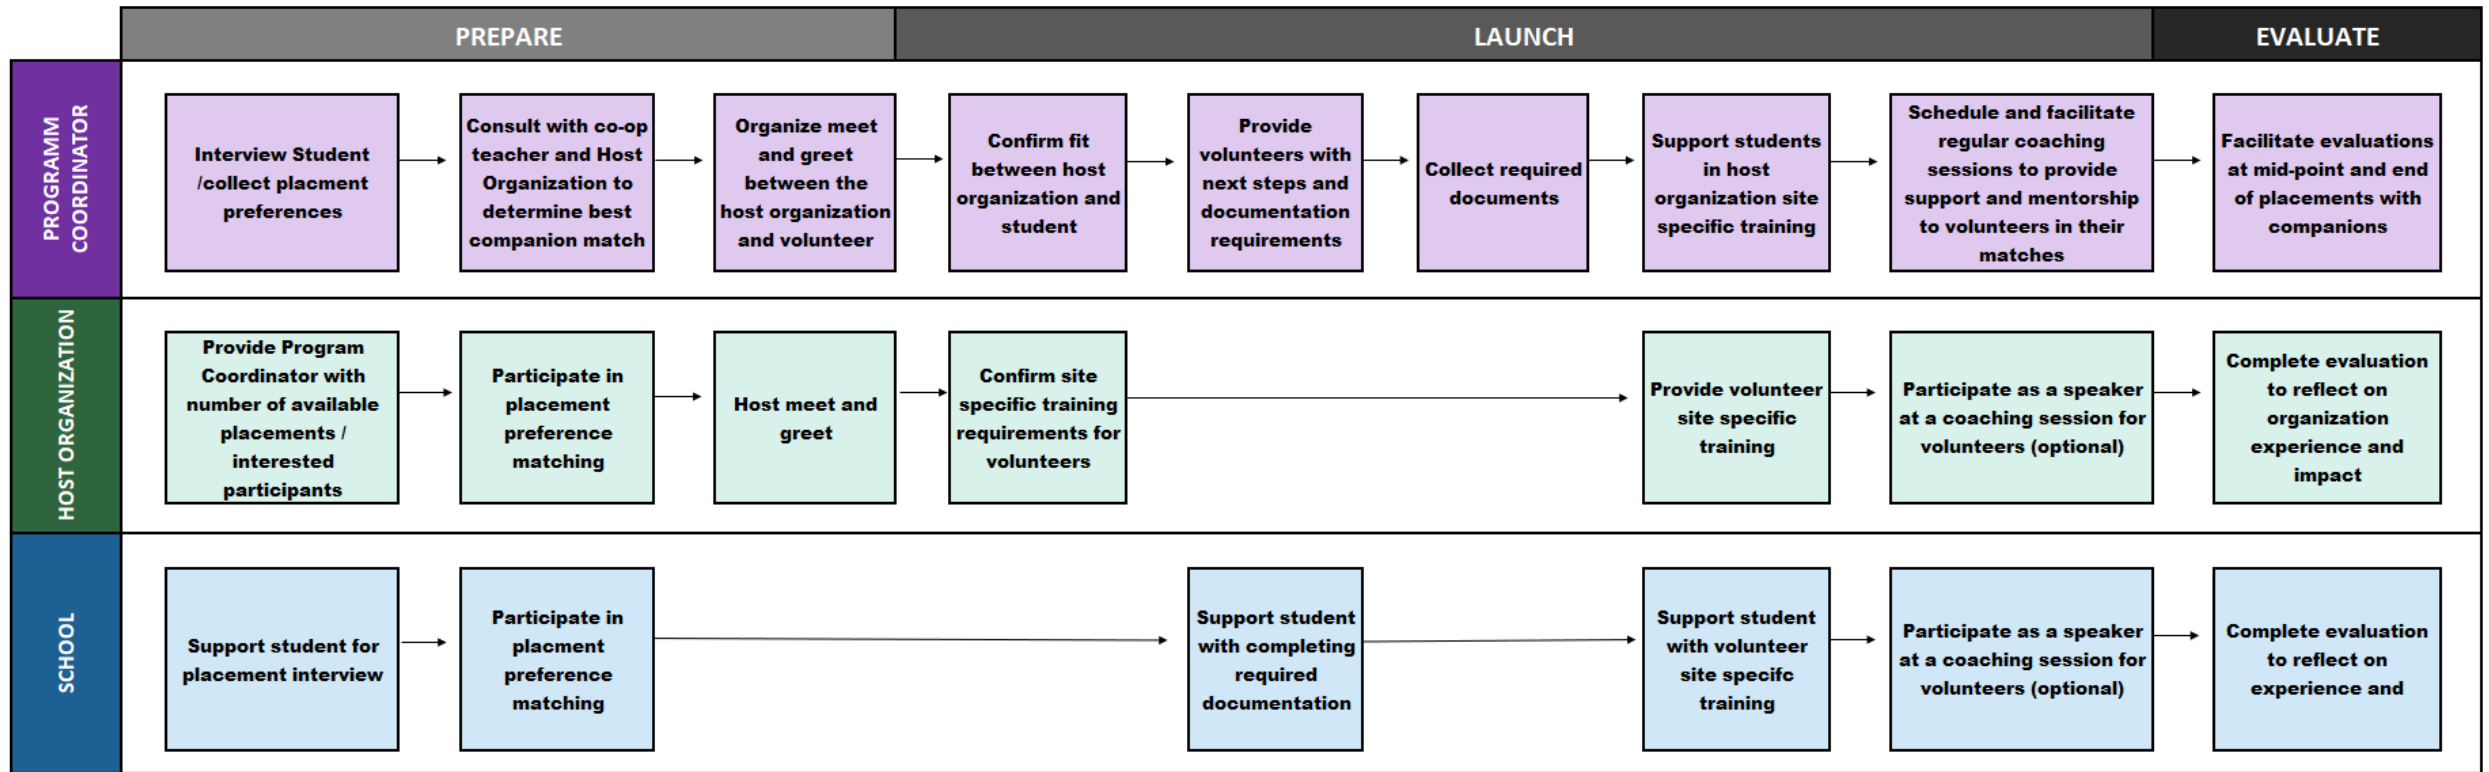 PREPARE
LAUNCH
EVALUATE
PROGRAMM
COORDINATOR
Interview Student
/collect placment
preferences
Consult with co-op
teacher and Host
Organization to
determine best
companion match
Organize meet
and greet
between the
host organization
and volunteer
Confirm fit
between host
organization and
student
Provide
volunteers with
next steps and
documentation
requirements
Collect required
documents
Support students
in host
organization site
specific training
Schedule and facilitate
regular coaching
sessions to provide
support and mentorship
to volunteers in their
matches
Facilitate evaluations
at mid-point and end
of placements with
companions
HOST ORGANIZATION
Provide Program
Coordinator with
number of available
placements /
interested
participants
Participate in
placement
preference
matching
Host meet and
greet
Confirm site
specific training
requirements for
volunteers
Provide volunteer
site specific
training
Participate as a speaker
at a coaching session for
volunteers (optional)
Complete evaluation
to reflect on
organization
experience and
impact
SCHOOL
Support student for
placement interview
Participate in
placment
preference
matching
Support student
with completing
required
documentation
Support student
with volunteer
site specifc
training
Participate as a speaker
at a coaching session for
volunteers (optional)
Complete evaluation
to reflect on
experience and